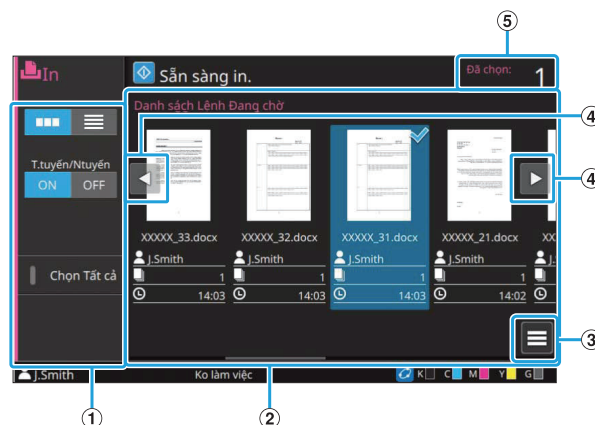 5
In
Sẵn sàng in.
Đã chọn:
1
Danh sách Lệnh Đang chờ
4
T.tuyến/Ntuyến
ON OFF
4
XXXXX_33.docx XXXXX_32.docx XXXXX_31.docx XXXXX_21.docx XX
J.Smith J.Smith J.Smith J.Smith J.
Chọn Tất cả
1 1 1 1
14:03 14:03 14:03 14:02
3
J.Smith Ko làm việc K C M Y G
1 2